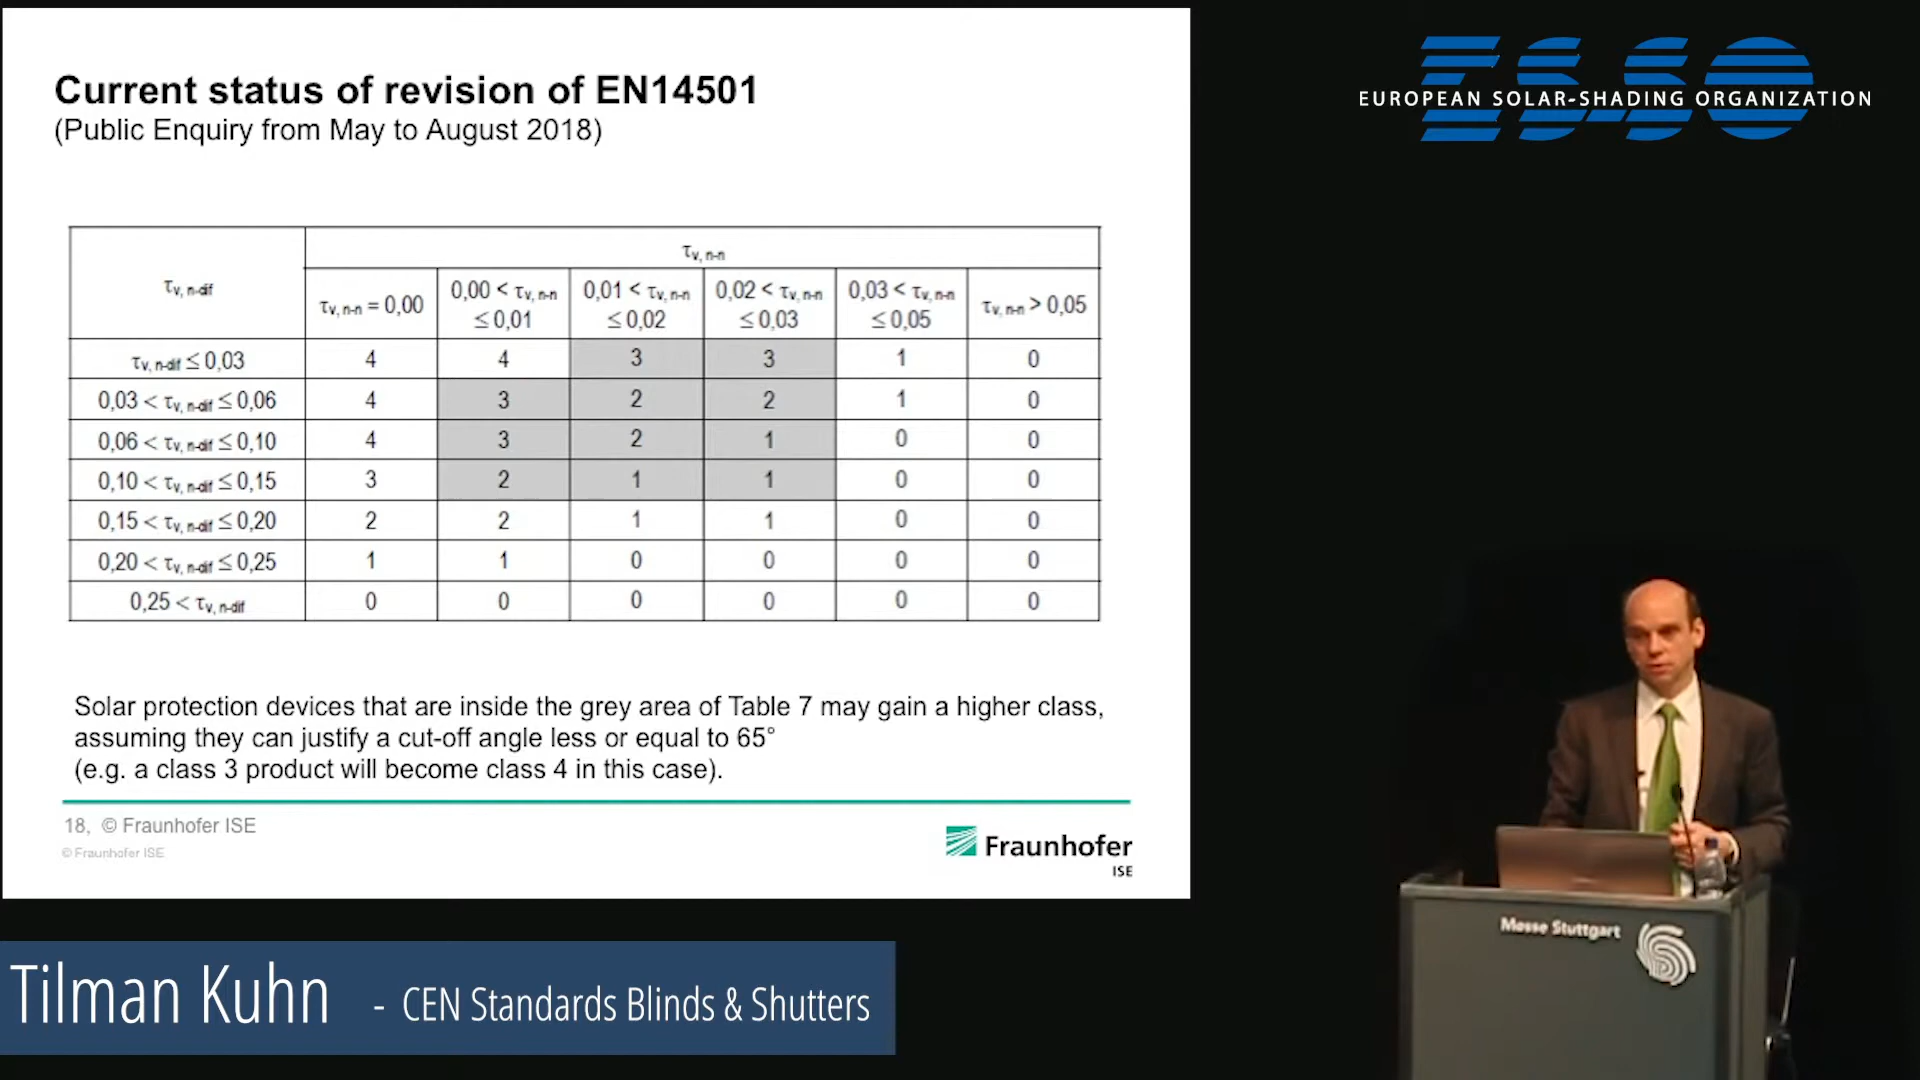 Current status of revision of EN14501
(Public Enquiry from May to August 2018)
ESSO
EUROPEAN SOLAR-SHADING ORGANIZATION
τv, n-dif
τv, n-n
τv, n-n = 0,00
0,00 < τv, n-n ≤ 0,01
0,01 < τv, n-n ≤ 0,02
0,02 < τv, n-n ≤ 0,03
0,03 < τv, n-n ≤ 0,05
τv, n-n > 0,05
τv, n-dif ≤ 0,03 4 4 3 3 1 0
0,03 < τv, n-dif ≤ 0,06 4 3 2 2 1 0
0,06 < τv, n-dif ≤ 0,10 4 3 2 1 0 0
0,10 < τv, n-dif ≤ 0,15 3 2 1 1 0 0
0,15 < τv, n-dif ≤ 0,20 2 2 1 1 0 0
0,20 < τv, n-dif ≤ 0,25 1 1 0 0 0 0
0,25 < τv, n-dif 0 0 0 0 0 0
Solar protection devices that are inside the grey area of Table 7 may gain a higher class,
assuming they can justify a cut-off angle less or equal to 65°
(e.g. a class 3 product will become class 4 in this case).
18, © Fraunhofer ISE
© Fraunhofer ISE
Fraunhofer
ISE
Messe Stuttgart
Tilman Kuhn - CEN Standards Blinds & Shutters